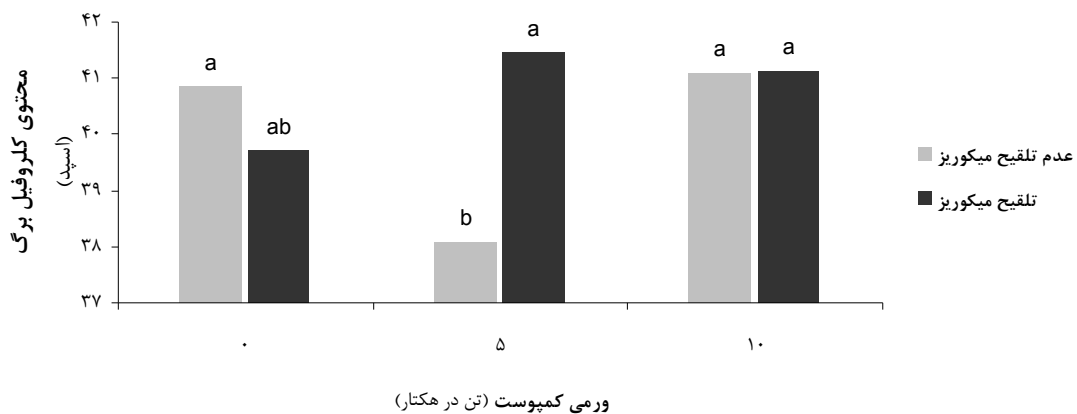 محتوی کلروفیل برگ
(اسپد)
۴۲
۴۱
۴۰
۳۹
۳۸
۳۷
a
ab
b
a
a
a
۰
۵
۱۰
ورمی کمپوست (تن در هکتار)
عدم تلقیح میکوریز
تلقیح میکوریز